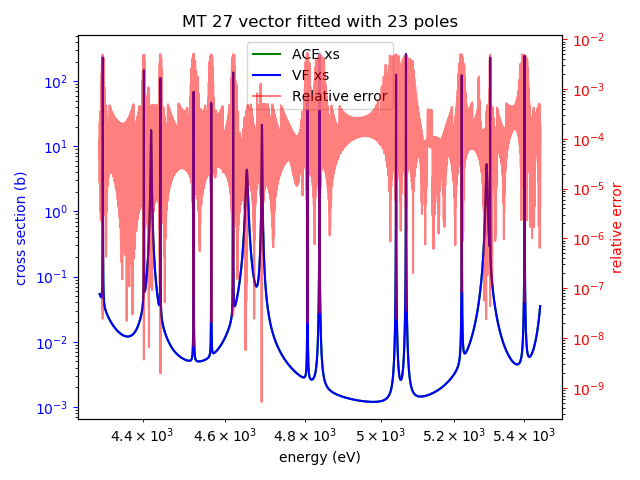 MT 27 vector fitted with 23 poles
ACE xs
VF xs
Relative error
cross section (b)
10^2
10^1
10^0
10^-1
10^-2
10^-3
relative error
10^-2
10^-3
10^-4
10^-5
10^-6
10^-7
10^-8
10^-9
4.4 × 10^3 4.6 × 10^3 4.8 × 10^3 5 × 10^3 5.2 × 10^3 5.4 × 10^3
energy (eV)